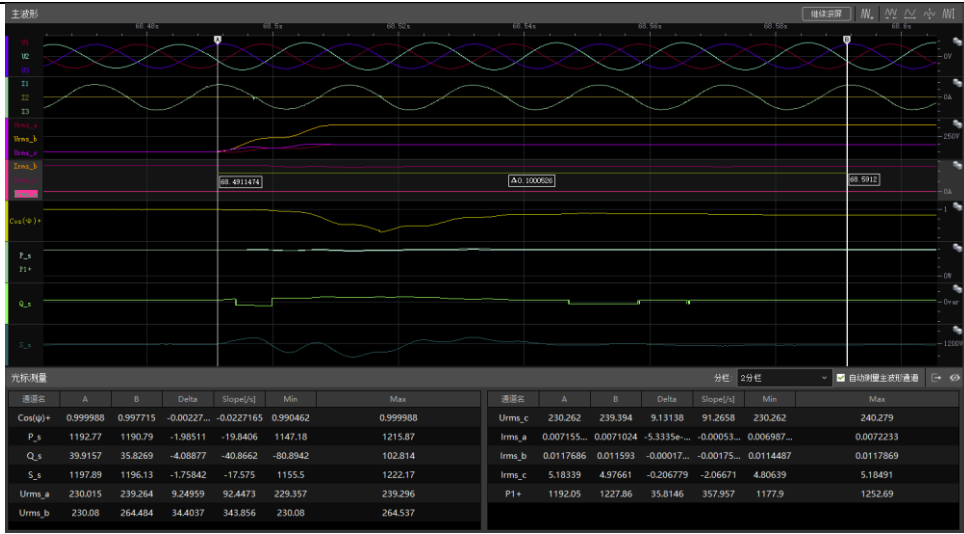 主波形
继续滚屏
68.48s 68.5s 68.52s 68.54s 68.56s 68.58s 68.6s
A B
U1
U2
U3
0V
I1
I2
I3
0A
Urms_a
Urms_b
Urms_c
250V
Irms_b
0A
68.4911474 Δ0.1000526 68.5912
Cos(ψ)+
1
P_s
P1+
0W
Q_s
0var
S_s
1200V
光标测量
分栏: 2分栏 自动测量主波形通道
通道名 A B Delta Slope[/s] Min Max
Cos(ψ)+ 0.999988 0.997715 -0.00227... -0.0227165 0.990462 0.999988
P_s 1192.77 1190.79 -1.98511 -19.8406 1147.18 1215.87
Q_s 39.9157 35.8269 -4.08877 -40.8662 -80.8942 102.814
S_s 1197.89 1196.13 -1.75842 -17.575 1155.5 1222.17
Urms_a 230.015 239.264 9.24959 92.4473 229.357 239.296
Urms_b 230.08 264.484 34.4037 343.856 230.08 264.537
通道名 A B Delta Slope[/s] Min Max
Urms_c 230.262 239.394 9.13138 91.2658 230.262 240.279
Irms_a 0.007155... 0.0071024 -5.3335e-... -0.00053... 0.006987... 0.0072233
Irms_b 0.0117686 0.011593 -0.00017... -0.00175... 0.0114487 0.0117869
Irms_c 5.18339 4.97661 -0.206779 -2.06671 4.80639 5.18491
P1+ 1192.05 1227.86 35.8146 357.957 1177.9 1252.69